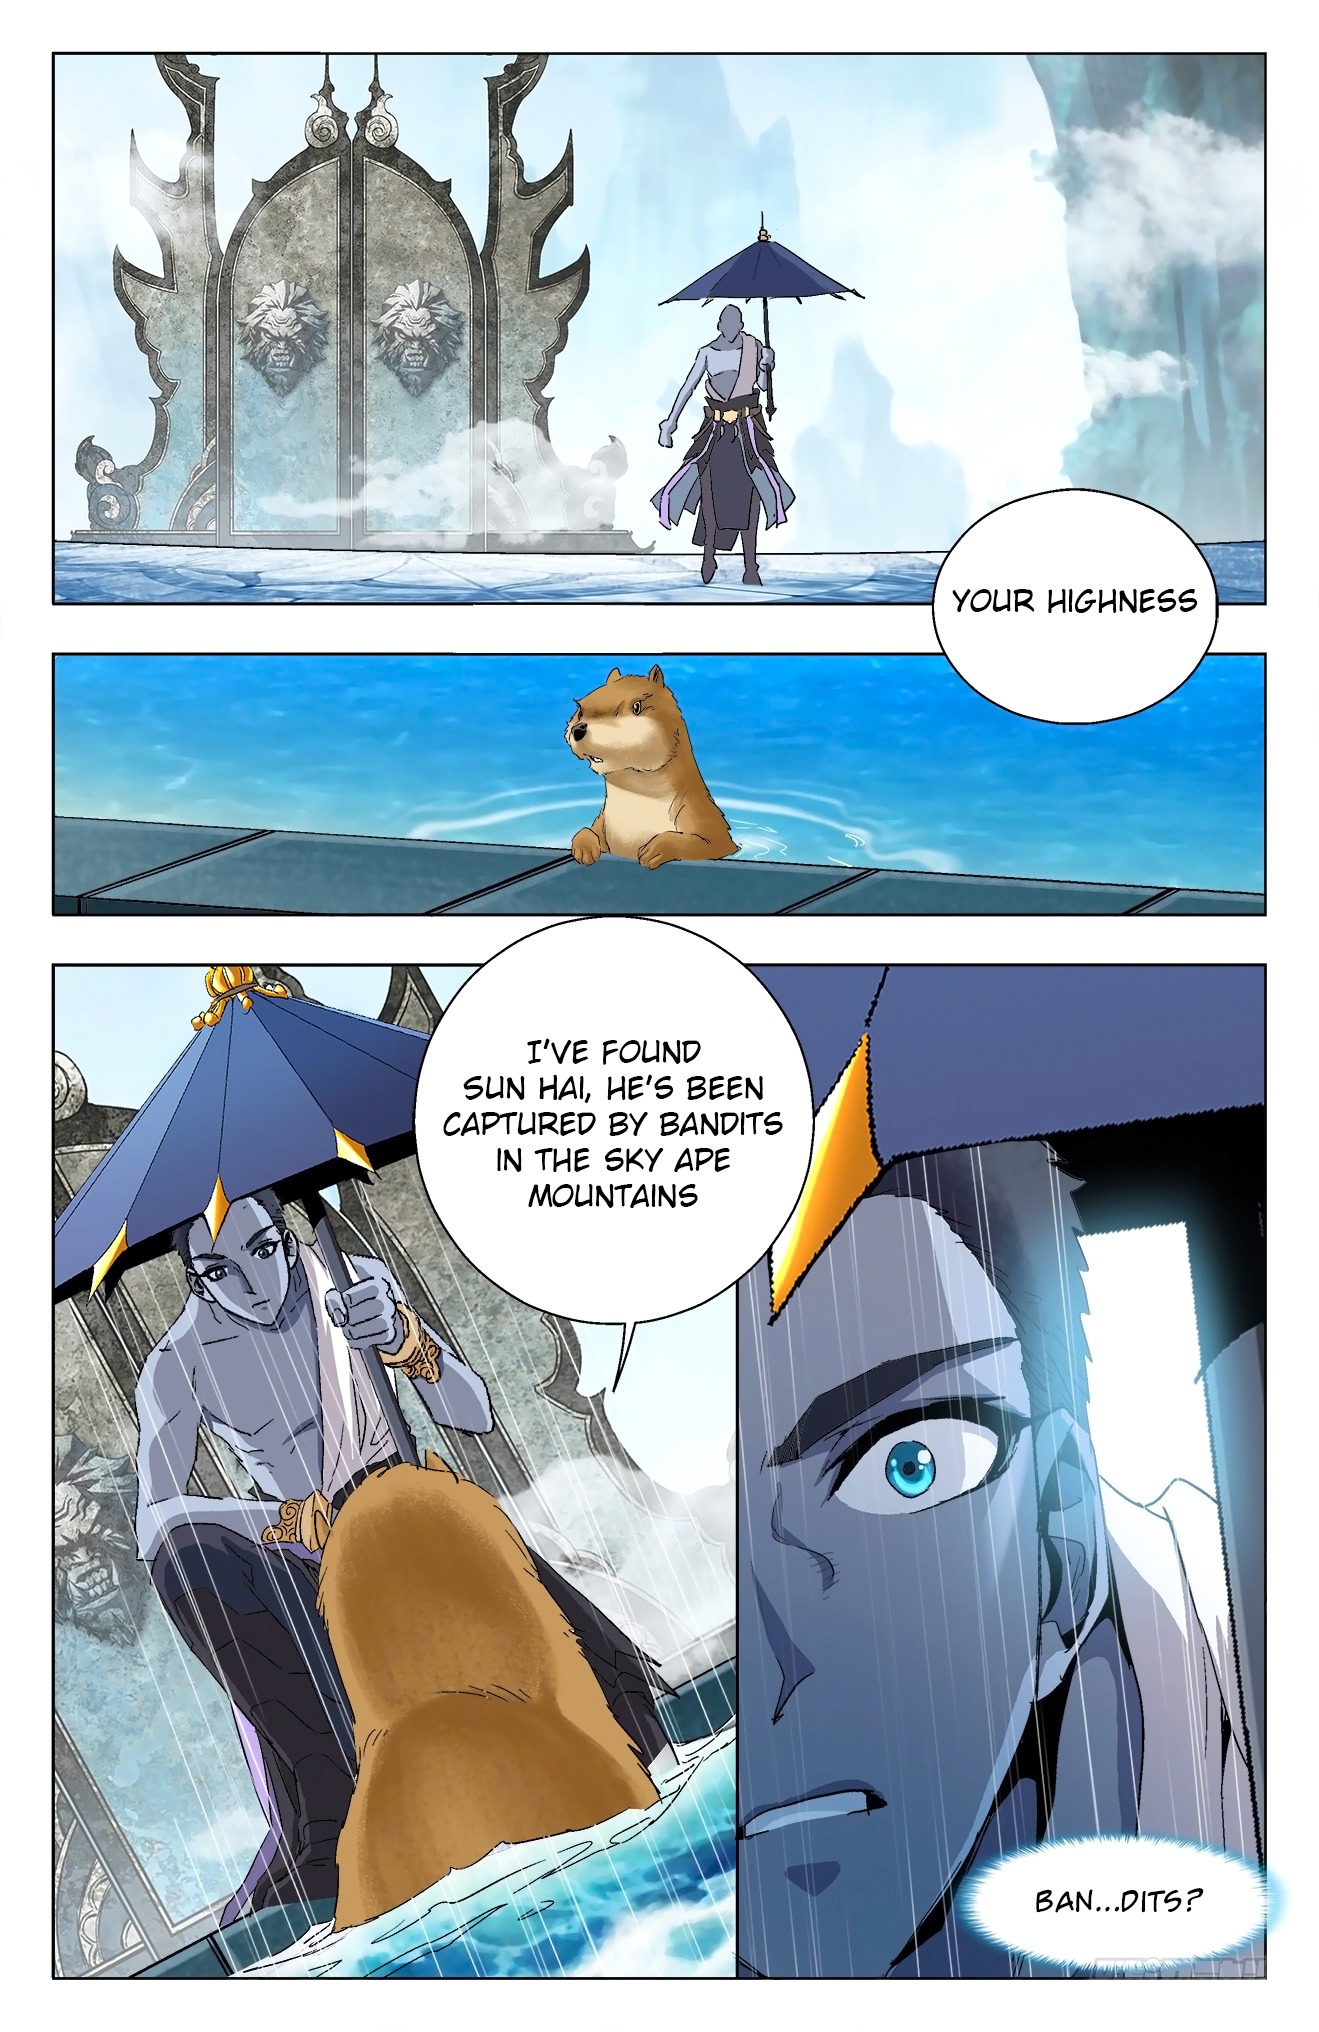 YOUR HIGHNESS
I'VE FOUND
SUN HAI, HE'S BEEN
CAPTURED BY BANDITS
IN THE SKY APE
MOUNTAINS
BAN...DITS?